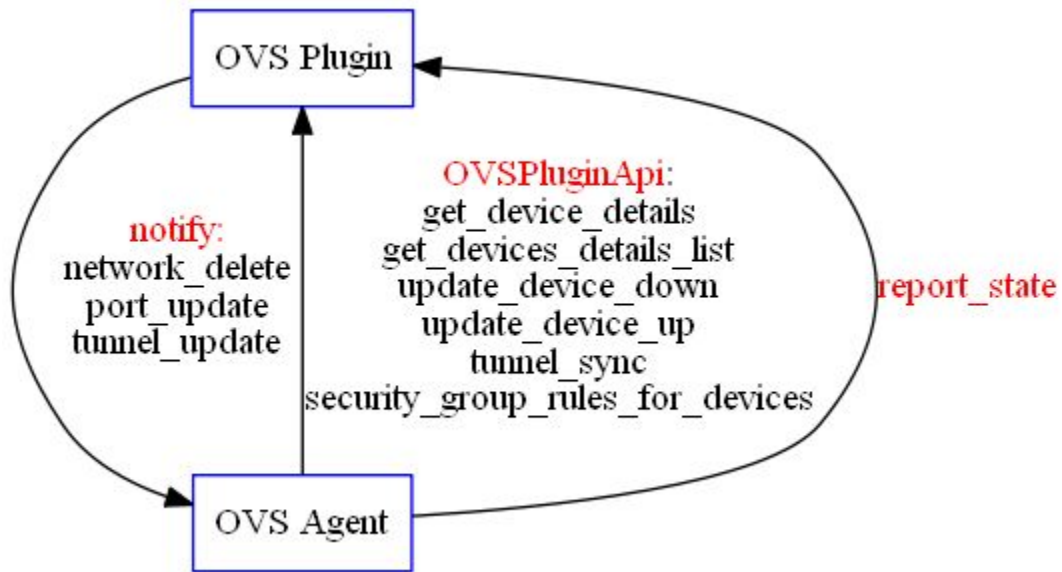 OVS Plugin
notify:
network_delete
port_update
tunnel_update
OVSPluginApi:
get_device_details
get_devices_details_list
update_device_down
update_device_up
tunnel_sync
security_group_rules_for_devices
report_state
OVS Agent